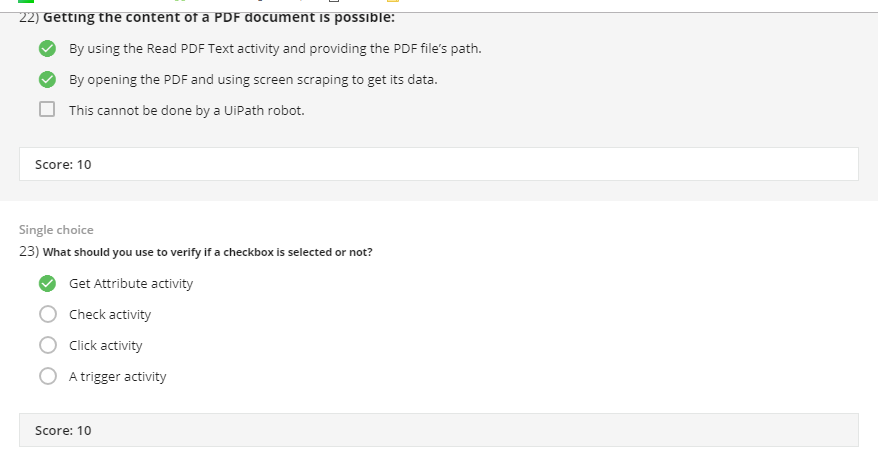 22) Getting the content of a PDF document is possible:
By using the Read PDF Text activity and providing the PDF file's path.
By opening the PDF and using screen scraping to get its data.
This cannot be done by a UiPath robot.
Score: 10
Single choice
23) What should you use to verify if a checkbox is selected or not?
Get Attribute activity
Check activity
Click activity
A trigger activity
Score: 10